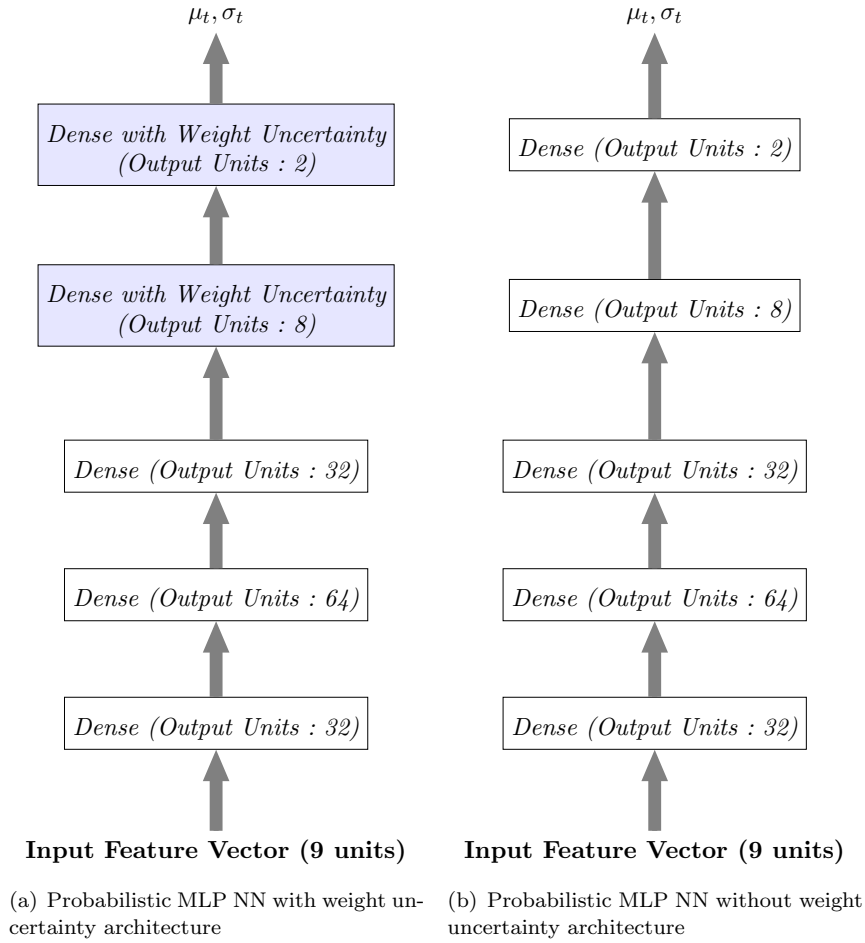 μt, σt
Dense with Weight Uncertainty
(Output Units : 2)
Dense with Weight Uncertainty
(Output Units : 8)
Dense (Output Units : 32)
Dense (Output Units : 64)
Dense (Output Units : 32)
Input Feature Vector (9 units)
(a) Probabilistic MLP NN with weight un-
certainty architecture
μt, σt
Dense (Output Units : 2)
Dense (Output Units : 8)
Dense (Output Units : 32)
Dense (Output Units : 64)
Dense (Output Units : 32)
Input Feature Vector (9 units)
(b) Probabilistic MLP NN without weight
uncertainty architecture